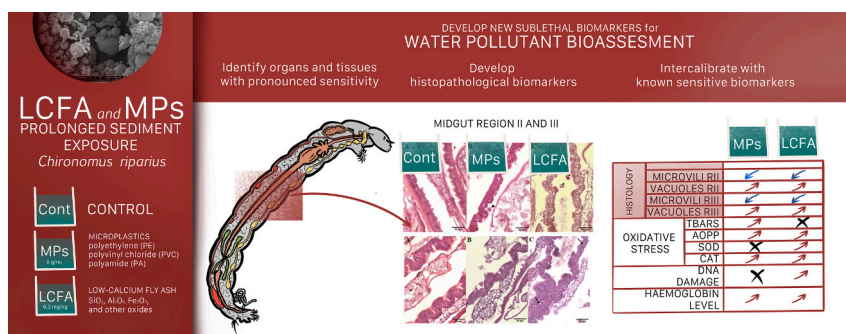 DEVELOP NEW SUBLETHAL BIOMARKERS for
WATER POLLUTANT BIOASSESMENT
Identify organs and tissues
with pronounced sensitivity
Develop
histopathological biomarkers
Intercalibrate with
known sensitive biomarkers
LCFA and MPs
PROLONGED SEDIMENT
EXPOSURE
Chironomus riparius
Cont
CONTROL
MPs
MICROPLASTICS
polyethylene (PE)
polyvinyl chloride (PVC)
polyamide (PA)
LCFA
LOW-CALCIUM FLY ASH
SiO₂, Al₂O₃ Fe₂O₃,
and other oxides
MIDGUT REGION II AND III
Cont
MPs
LCFA
A
B
C
MPs
LCFA
HISTOLOGY
MICROVILI RII
VACUOLES RII
MICROVILI RIII
VACUOLES RIII
OXIDATIVE
STRESS
TBARS
AOPP
SOD
CAT
DNA
DAMAGE
HAEMOGLOBIN
LEVEL